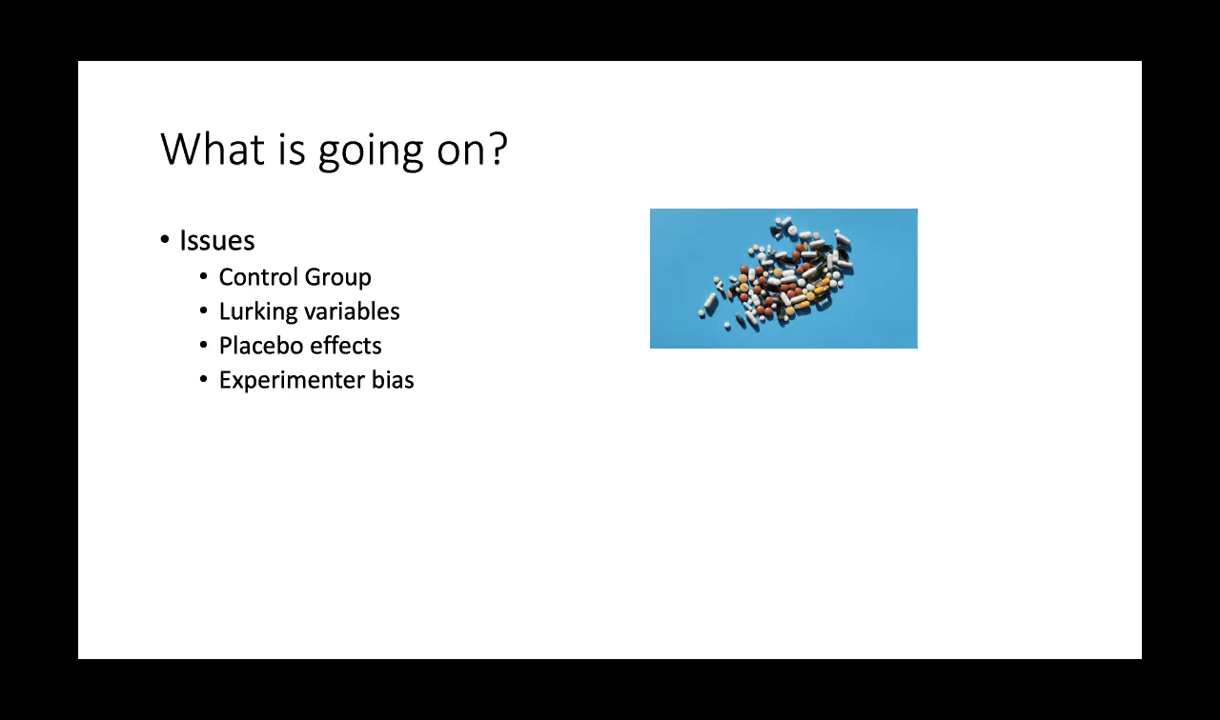 What is going on?
• Issues
• Control Group
• Lurking variables
• Placebo effects
• Experimenter bias